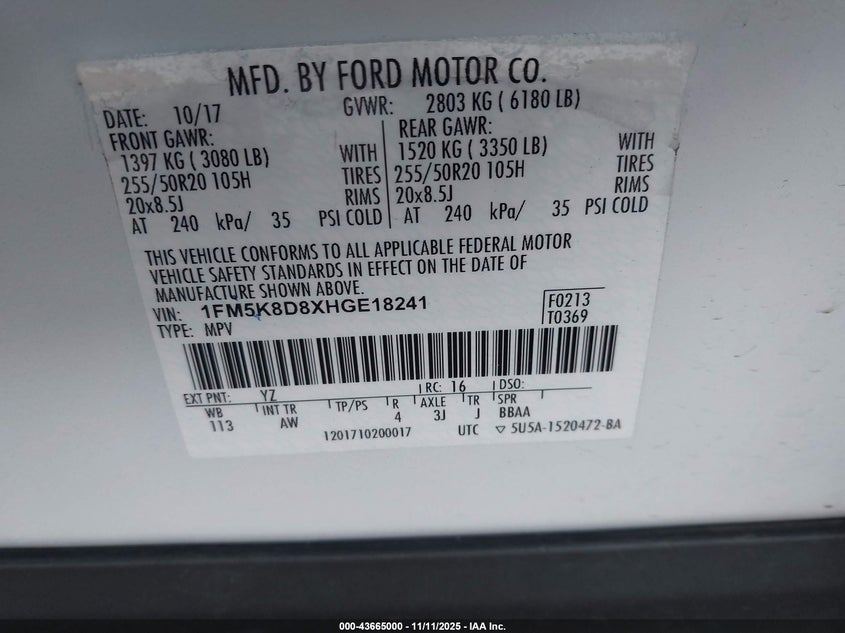 MFD. BY FORD MOTOR CO.
DATE: 10/17 GVWR: 2803 KG ( 6180 LB)
FRONT GAWR: REAR GAWR:
1397 KG ( 3080 LB) WITH 1520 KG ( 3350 LB) WITH
255/50R20 105H TIRES 255/50R20 105H TIRES
20x8.5J RIMS 20x8.5J RIMS
AT 240 kPa/ 35 PSI COLD AT 240 kPa/ 35 PSI COLD
THIS VEHICLE CONFORMS TO ALL APPLICABLE FEDERAL MOTOR
VEHICLE SAFETY STANDARDS IN EFFECT ON THE DATE OF
MANUFACTURE SHOWN ABOVE.
VIN: 1FM5K8D8XHGE18241 F0213
TYPE: MPV T0369
EXT PNT: YZ RC: 16 DSO:
WB INT TR TP/PS R AXLE TR SPR
113 AW 4 3J J BBAA
1201710200017 UTC ▽ 5U5A-1520472-BA
000-43665000 - 11/11/2025 - IAA Inc.